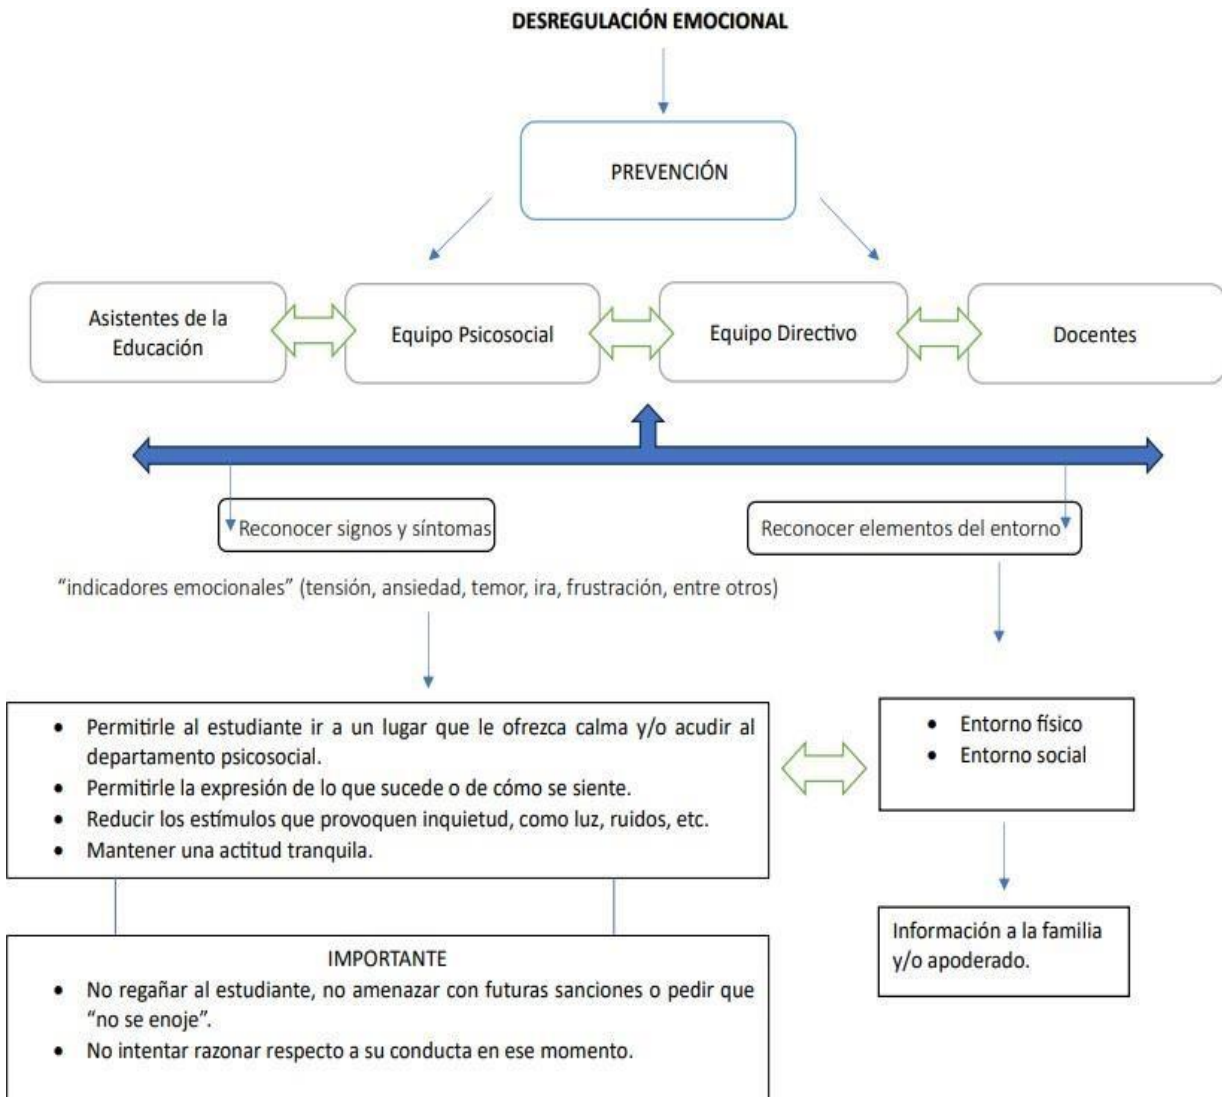 DESREGULACIÓN EMOCIONAL
PREVENCIÓN
Asistentes de la
Educación
Equipo Psicosocial
Equipo Directivo
Docentes
Reconocer signos y síntomas
Reconocer elementos del entorno
“indicadores emocionales” (tensión, ansiedad, temor, ira, frustración, entre otros)
• Permitirle al estudiante ir a un lugar que le ofrezca calma y/o acudir al
departamento psicosocial.
• Permitirle la expresión de lo que sucede o de cómo se siente.
• Reducir los estímulos que provoquen inquietud, como luz, ruidos, etc.
• Mantener una actitud tranquila.
• Entorno físico
• Entorno social
Información a la familia
y/o apoderado.
IMPORTANTE
• No regañar al estudiante, no amenazar con futuras sanciones o pedir que
“no se enoje”.
• No intentar razonar respecto a su conducta en ese momento.